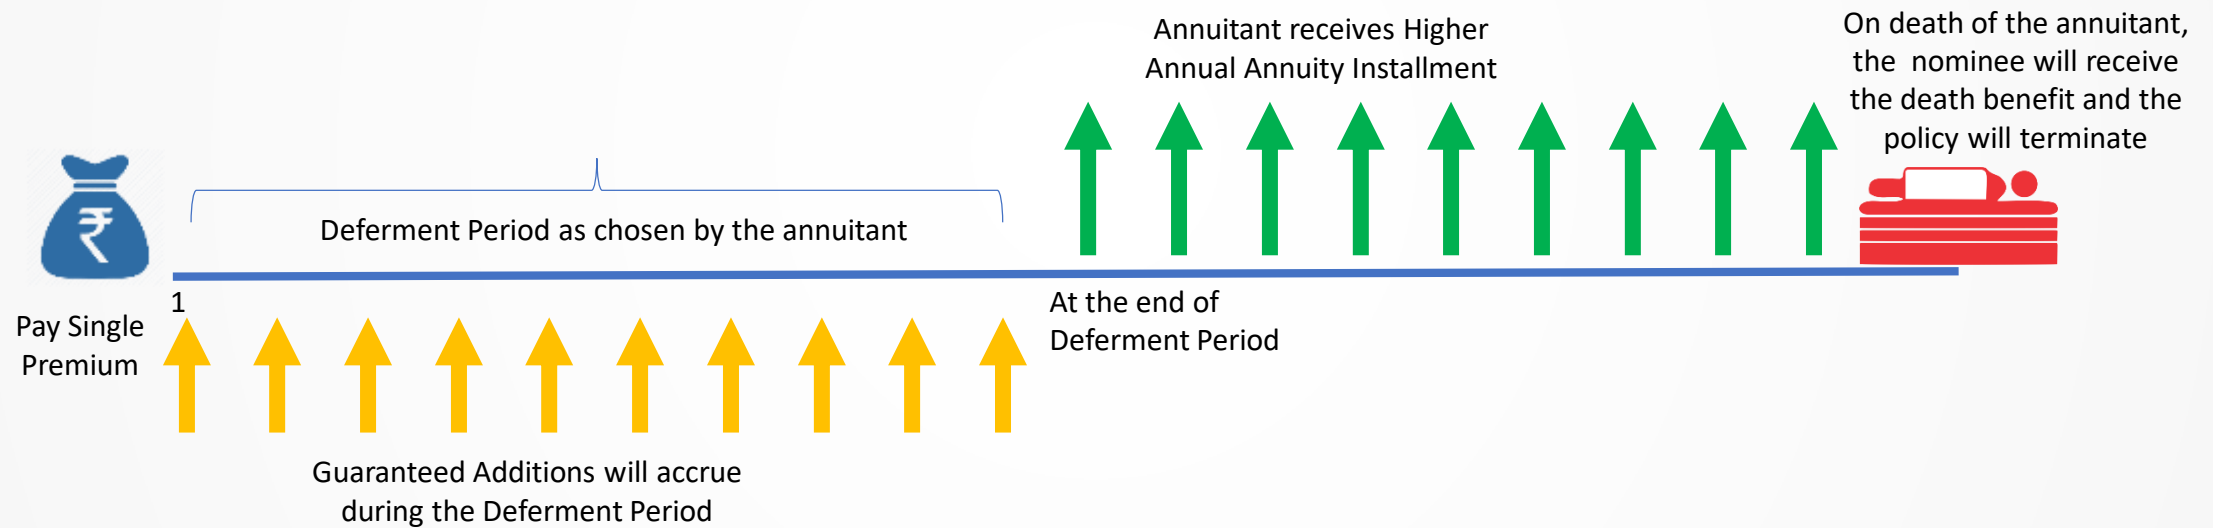 Annuitant receives Higher
Annual Annuity Installment
On death of the annuitant,
the nominee will receive
the death benefit and the
policy will terminate
₹
Deferment Period as chosen by the annuitant
1
Pay Single
Premium
At the end of
Deferment Period
Guaranteed Additions will accrue
during the Deferment Period